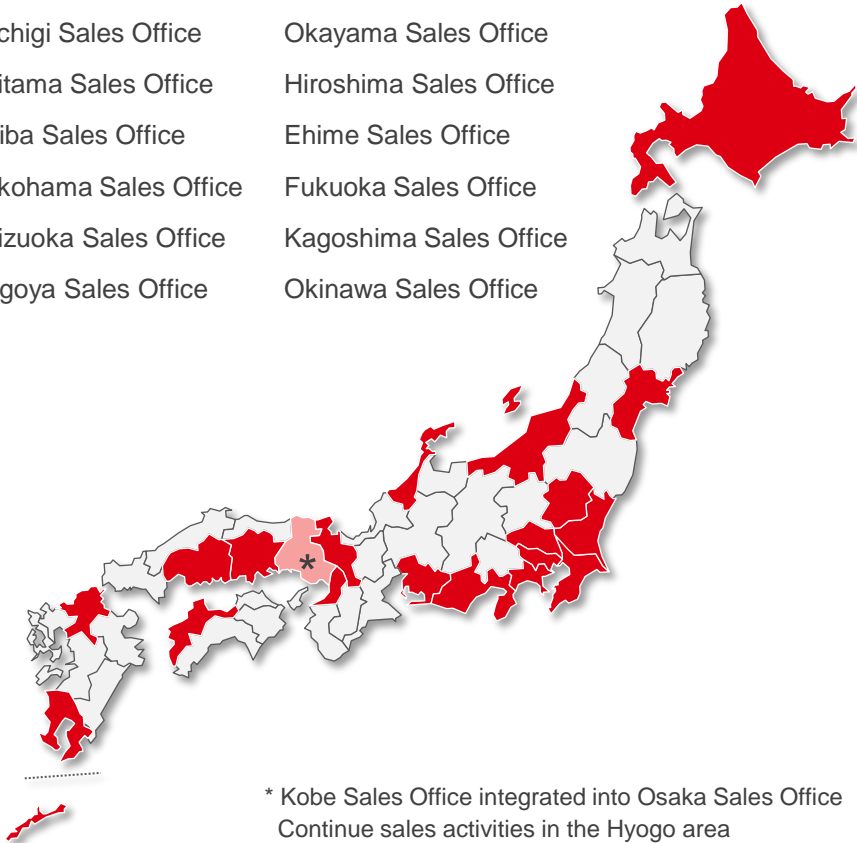 chigi Sales Office
itama Sales Office
iba Sales Office
kohama Sales Office
izuoka Sales Office
goya Sales Office
Okayama Sales Office
Hiroshima Sales Office
Ehime Sales Office
Fukuoka Sales Office
Kagoshima Sales Office
Okinawa Sales Office
*
* Kobe Sales Office integrated into Osaka Sales Office
Continue sales activities in the Hyogo area